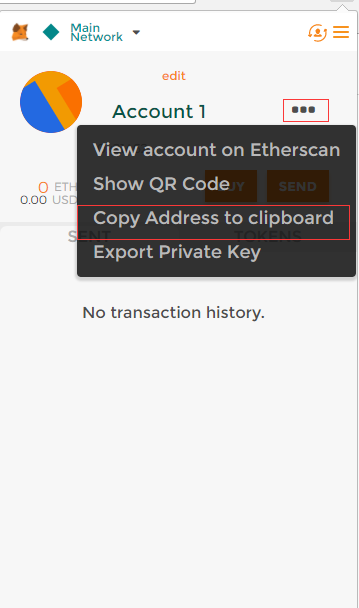 Main
Network
edit
Account 1
View account on Etherscan
Show QR Code
BUY
SEND
0 ETH
0.00 USD
Copy Address to clipboard
SENT
TOKENS
Export Private Key
No transaction history.